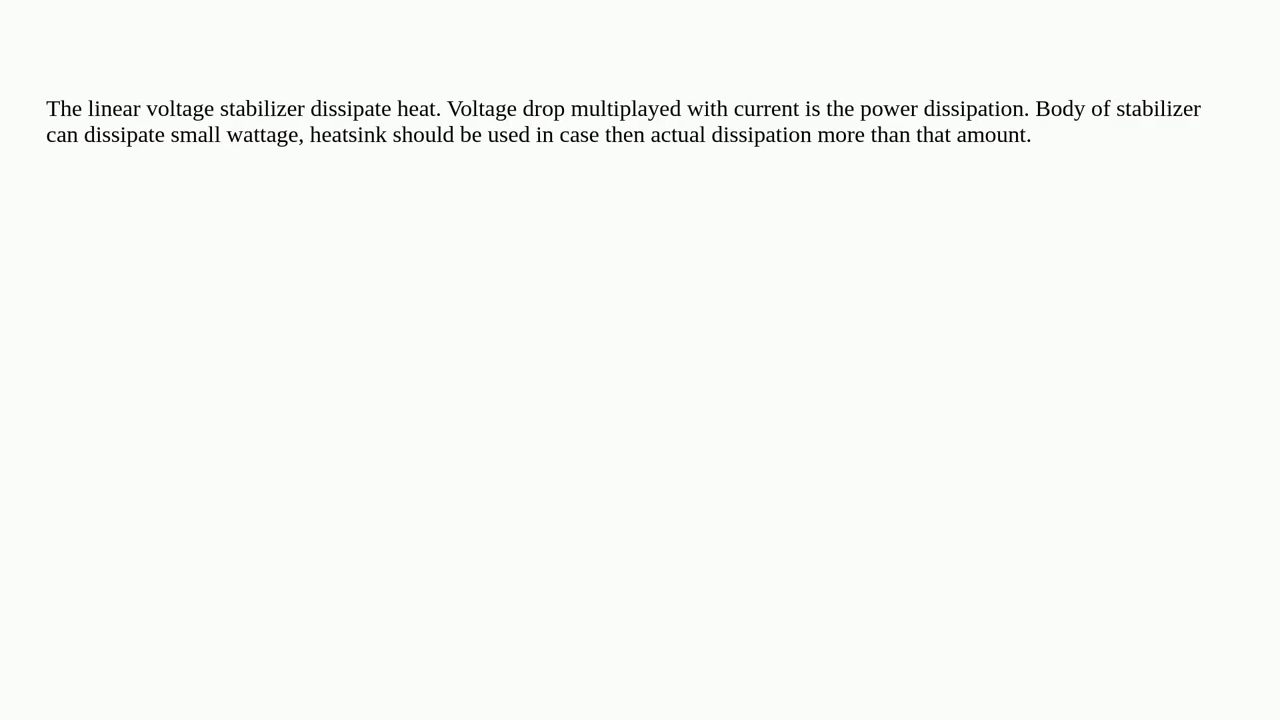 The linear voltage stabilizer dissipate heat. Voltage drop multiplayed with current is the power dissipation. Body of stabilizer
can dissipate small wattage, heatsink should be used in case then actual dissipation more than that amount.